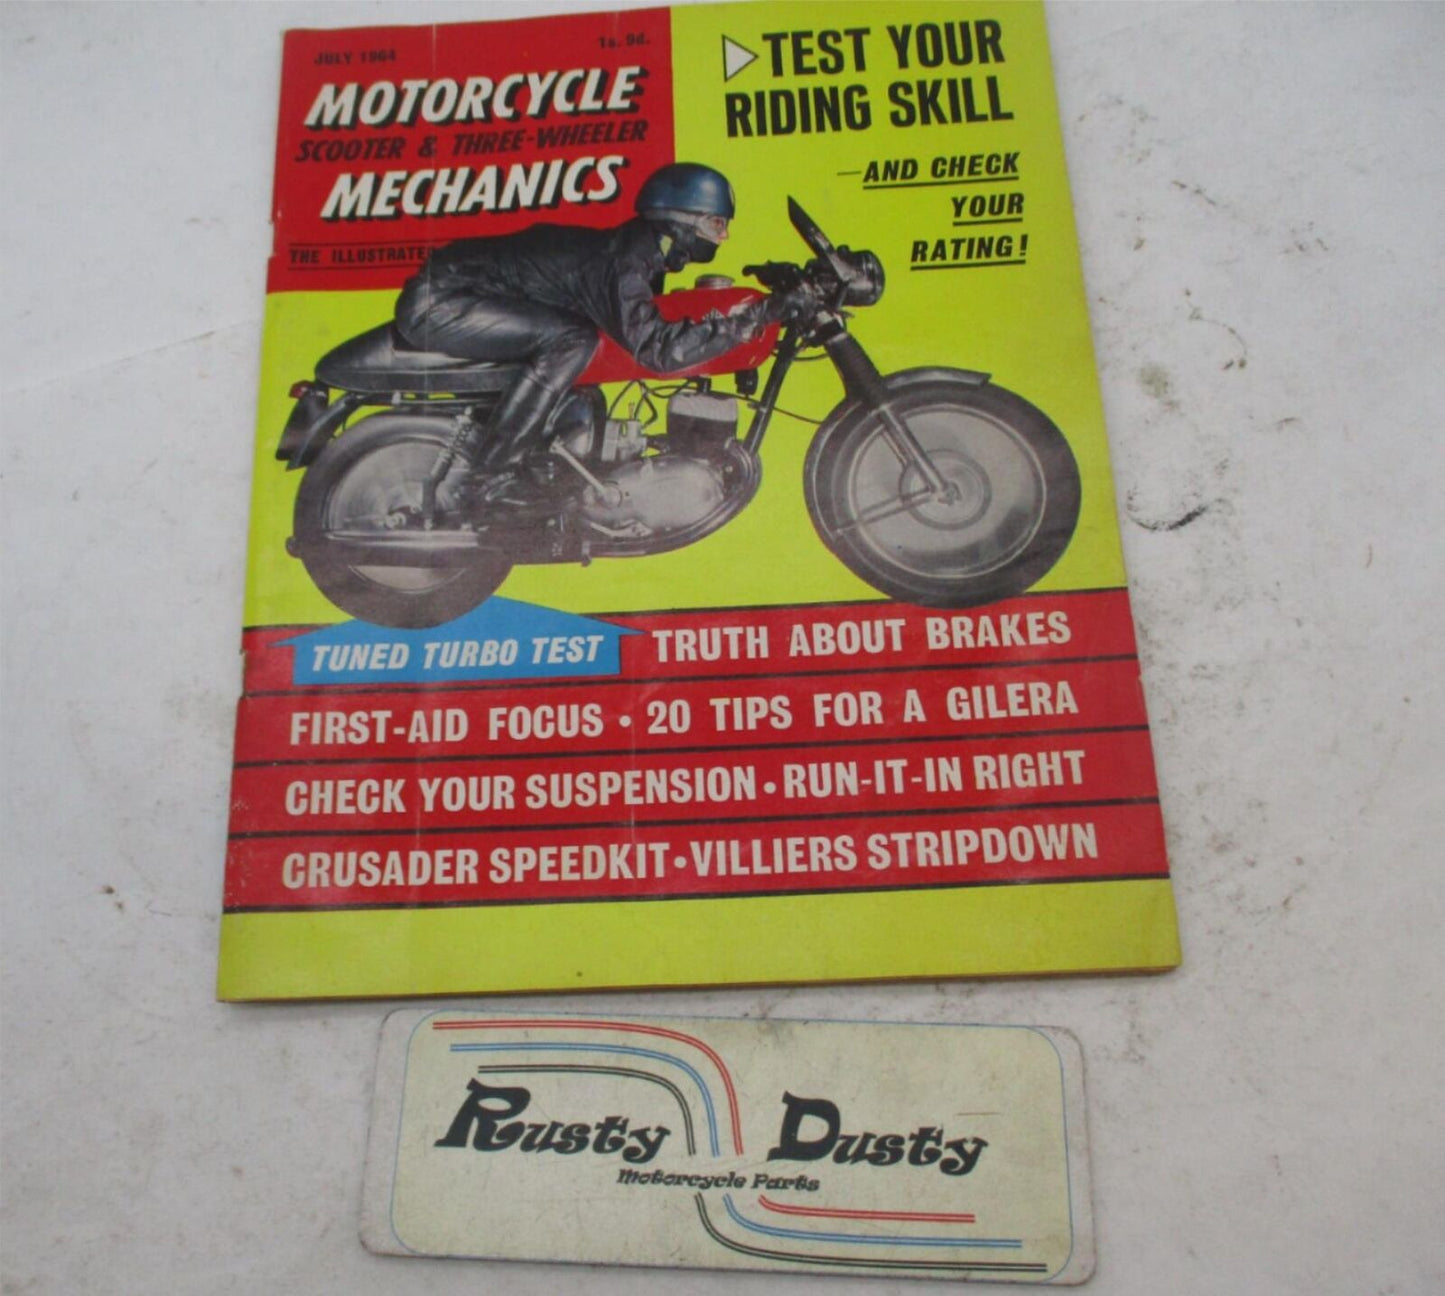 JULY 1964
1s. 9d.
MOTORCYCLE
SCOOTER & THREE-WHEELER
MECHANICS
THE ILLUSTRATED
TEST YOUR
RIDING SKILL
—AND CHECK
YOUR
RATING!
TUNED TURBO TEST
TRUTH ABOUT BRAKES
FIRST-AID FOCUS • 20 TIPS FOR A GILERA
CHECK YOUR SUSPENSION • RUN-IT-IN RIGHT
CRUSADER SPEEDKIT • VILLIERS STRIPDOWN
Rusty Dusty
Motorcycle Parts